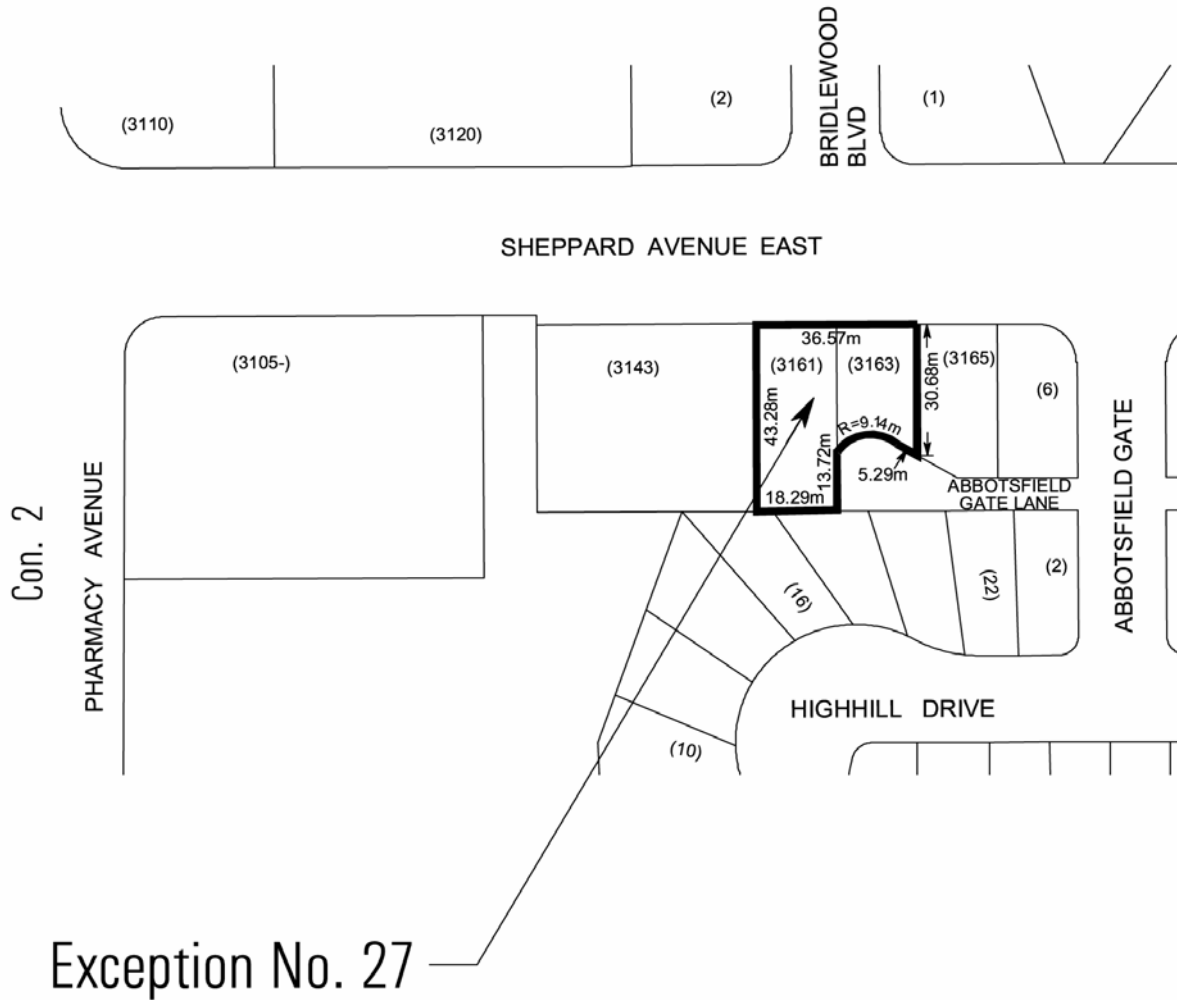 BRIDLEWOOD
BLVD
(3110)
(3120)
(2)
(1)
SHEPPARD AVENUE EAST
36.57m
(3105-)
(3143)
(3161)
(3163)
(3165)
(6)
30.68m
43.28m
R=9.14m
13.72m
5.29m
18.29m
ABBOTSFIELD
GATE LANE
ABBOTSFIELD GATE
PHARMACY AVENUE
Con. 2
(16)
(22)
(2)
HIGHHILL DRIVE
(10)
Exception No. 27